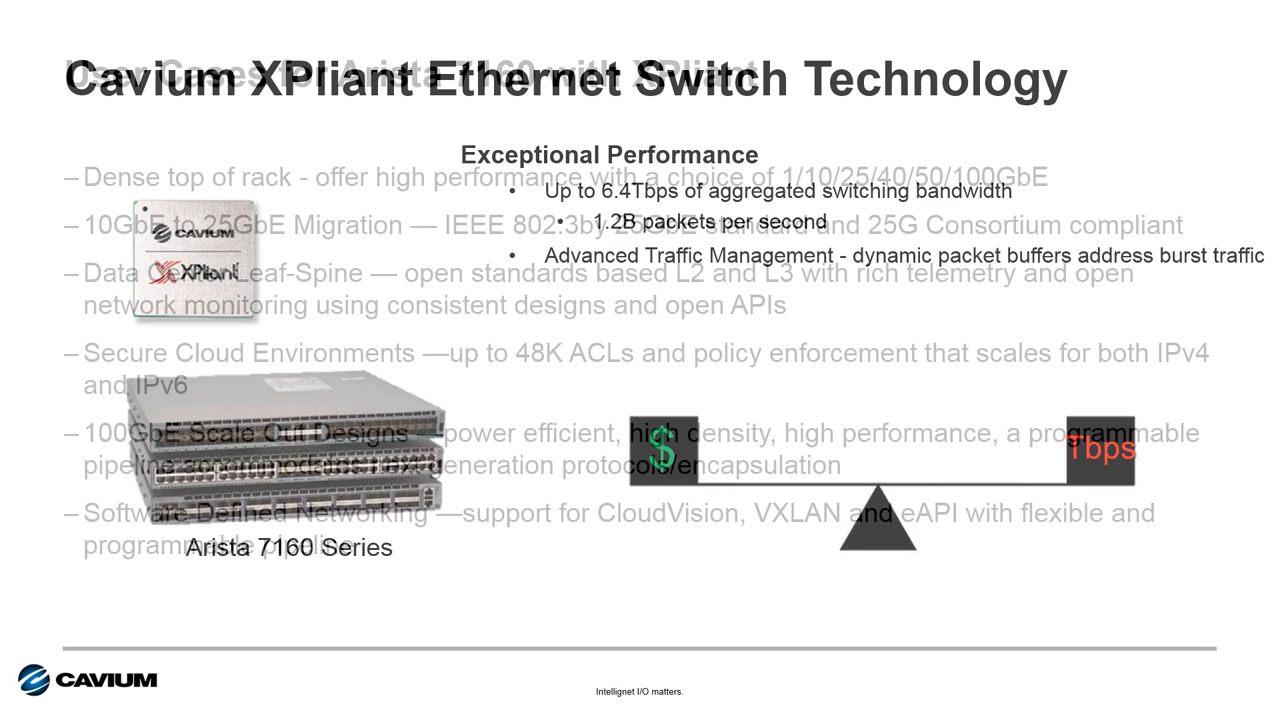 Cavium XPliant Ethernet Switch Technology
User Cases for Arista 7160 with XPliant
Exceptional Performance
• Up to 6.4Tbps of aggregated switching bandwidth
• 1.2B packets per second
• Advanced Traffic Management - dynamic packet buffers address burst traffic
– Dense top of rack - offer high performance with a choice of 1/10/25/40/50/100GbE
– 10GbE to 25GbE Migration — IEEE 802.3by 25GbE standard and 25G Consortium compliant
– Data Center Leaf-Spine — open standards based L2 and L3 with rich telemetry and open
network monitoring using consistent designs and open APIs
– Secure Cloud Environments —up to 48K ACLs and policy enforcement that scales for both IPv4
and IPv6
– 100GbE Scale Out Designs — power efficient, high density, high performance, a programmable
pipeline accommodates next generation protocols/encapsulation
– Software Defined Networking —support for CloudVision, VXLAN and eAPI with flexible and
programmable pipeline
CAVIUM
XPliant
$
Tbps
Arista 7160 Series
CAVIUM
Intellignet I/O matters.